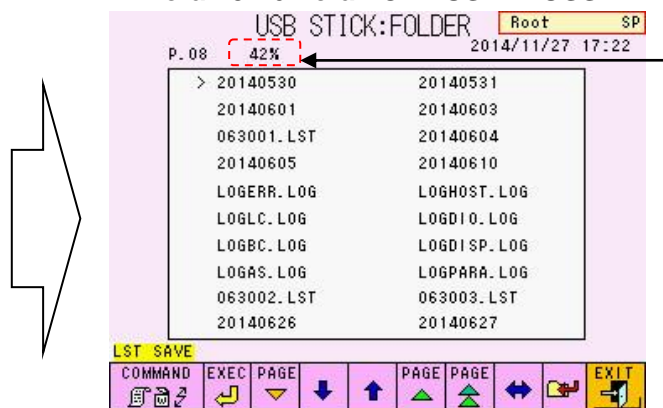 USB STICK:FOLDER Root SP
2014/11/27 17:22
P.08 42%
> 20140530 20140531
20140601 20140603
063001.LST 20140604
20140605 20140610
LOGERR.LOG LOGHOST.LOG
LOGLC.LOG LOGDIO.LOG
LOGBC.LOG LOGDISP.LOG
LOGAS.LOG LOGPARA.LOG
063002.LST 063003.LST
20140626 20140627
LST SAVE
COMMAND EXEC PAGE PAGE PAGE EXIT